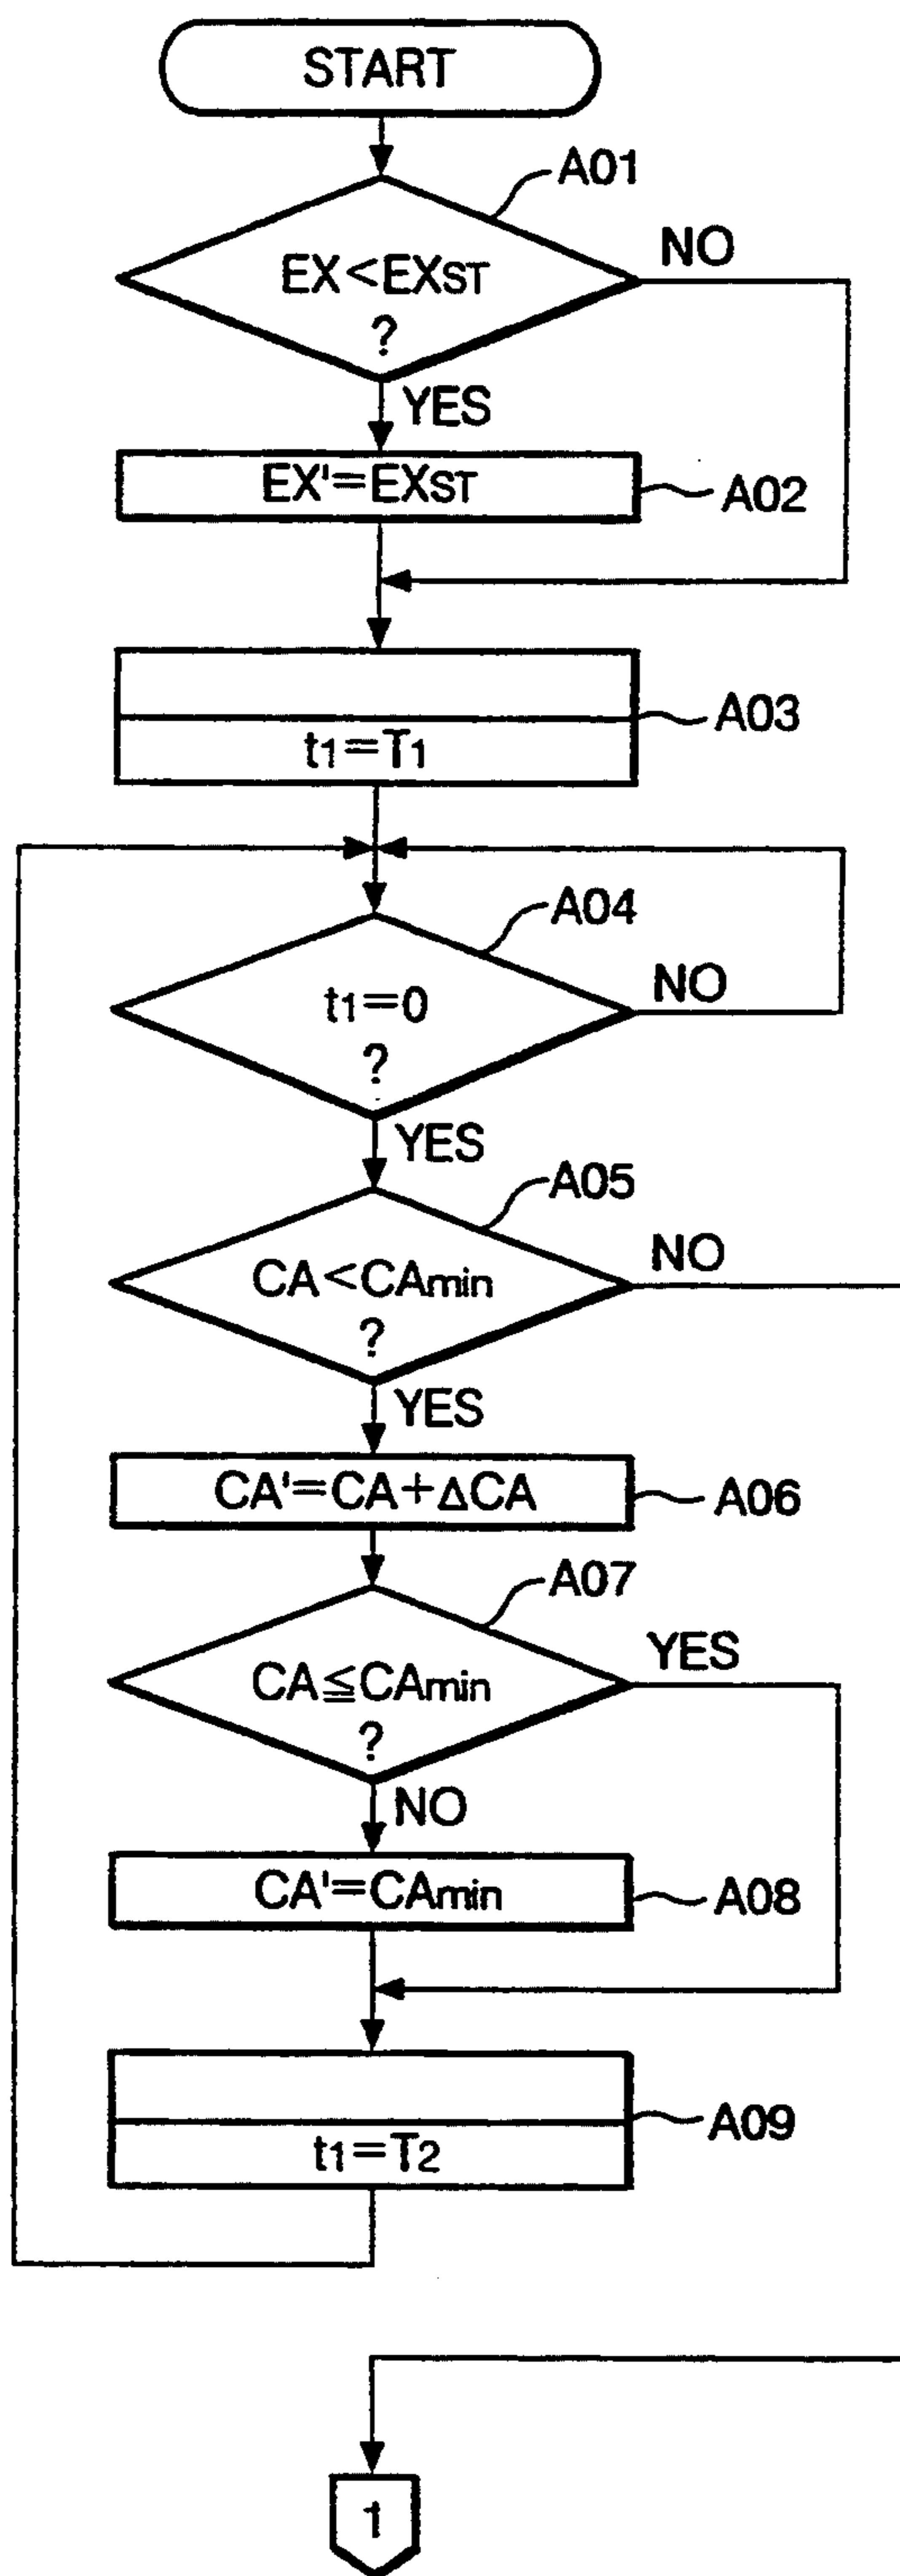 START
A01
EX<EXST
?
NO
YES
EX'=EXST
A02
A03
t1=T1
A04
t1=0
?
NO
YES
A05
CA<CAmin
?
NO
YES
CA'=CA+ΔCA
A06
A07
CA≦CAmin
?
YES
NO
CA'=CAmin
A08
A09
t1=T2
1